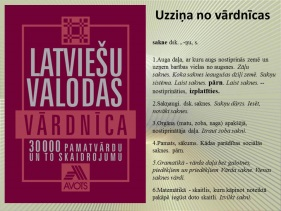 Uzziņa no vārdnīcas
LATVIEŠU
VALODAS
VĀRDNĪCA
30000 PAMATVĀRDU
UN TO SKAIDROJUMU
AVOTS
sakne dsk., -ņu, s.
1.Auga daļa, ar kuru augs nostiprinās zemē un
uzņem barības vielas no augsnes. Zāļu
saknes. Koka saknes ieaugušas dziļi zemē. Sakņu
sistēma. Laist saknes. pārn. Laist saknes. –
nostiprināties, iedzīvoties.
2.Sakņaugi. dsk. saknes. Sakņu dārzs. Iesēt,
novākt saknes.
3.Orgāna (matu, zoba, naga) apakšējā,
nostiprinātāja daļa. Izraut zoba sakni.
4.Pamats, sākums. Kādas parādības sociālās
saknes. pārn.
5.Gramatikā - vārda daļa bez galotnes,
piedēkļiem un priedēkļiem. Vārda sakne. Vienas
saknes vārdi.
6.Matemātikā - skaitlis, kuru kāpinot noteiktā
pakāpē iegūst doto skaitli. Izvilkt sakni!